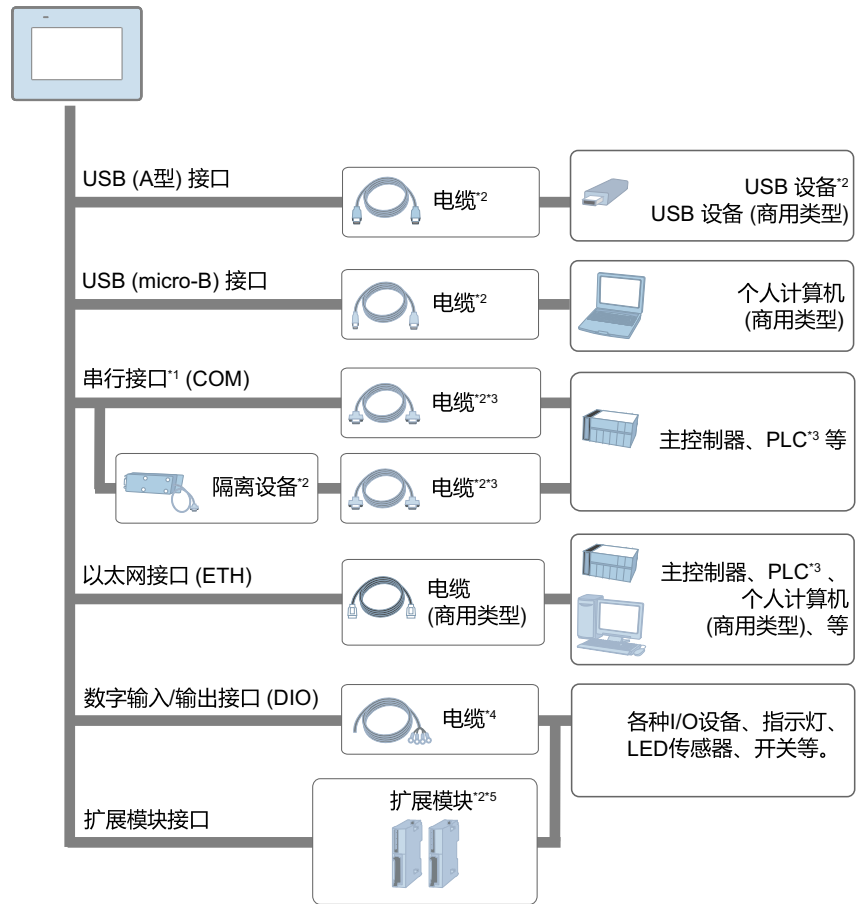 USB (A型) 接口
电缆*2
USB 设备*2
USB 设备 (商用类型)
USB (micro-B) 接口
电缆*2
个人计算机
(商用类型)
串行接口*1 (COM)
电缆*2*3
主控制器、PLC*3 等
隔离设备*2
电缆*2*3
以太网接口 (ETH)
电缆
(商用类型)
主控制器、PLC*3 、
个人计算机
(商用类型)、等
数字输入/输出接口 (DIO)
电缆*4
各种I/O设备、指示灯、
LED传感器、开关等。
扩展模块接口
扩展模块*2*5